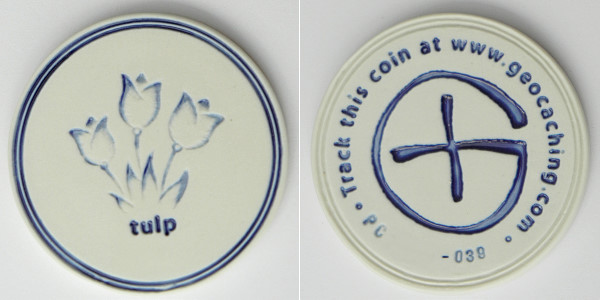 tulp
Track this coin at www.geocaching.com
PC -039